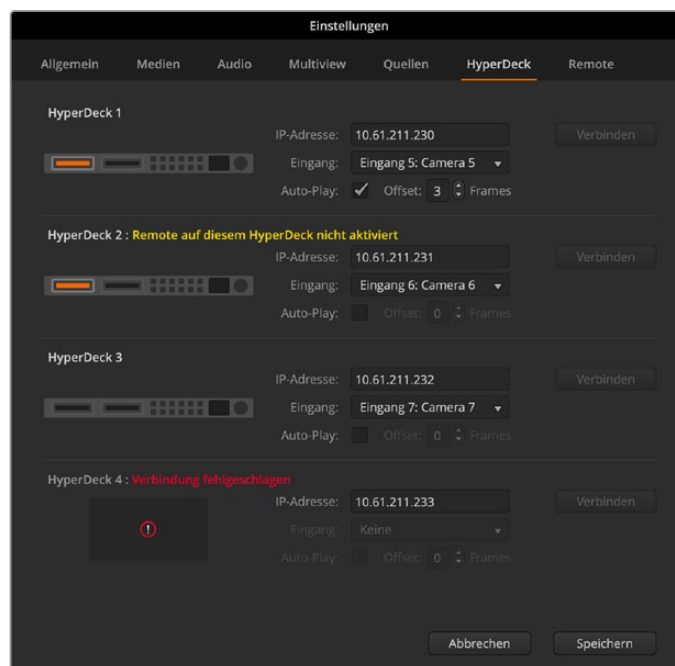 Einstellungen
Allgemein Medien Audio Multiview Quellen HyperDeck Remote
HyperDeck 1
IP-Adresse: 10.61.211.230 Verbinden
Eingang: Eingang 5: Camera 5
Auto-Play: Offset: 3 Frames
HyperDeck 2 : Remote auf diesem HyperDeck nicht aktiviert
IP-Adresse: 10.61.211.231 Verbinden
Eingang: Eingang 6: Camera 6
Auto-Play: Offset: 0 Frames
HyperDeck 3
IP-Adresse: 10.61.211.232 Verbinden
Eingang: Eingang 7: Camera 7
Auto-Play: Offset: 0 Frames
HyperDeck 4 : Verbindung fehlgeschlagen
IP-Adresse: 10.61.211.233 Verbinden
Eingang: Keine
Auto-Play: Offset: 0 Frames
Abbrechen Speichern